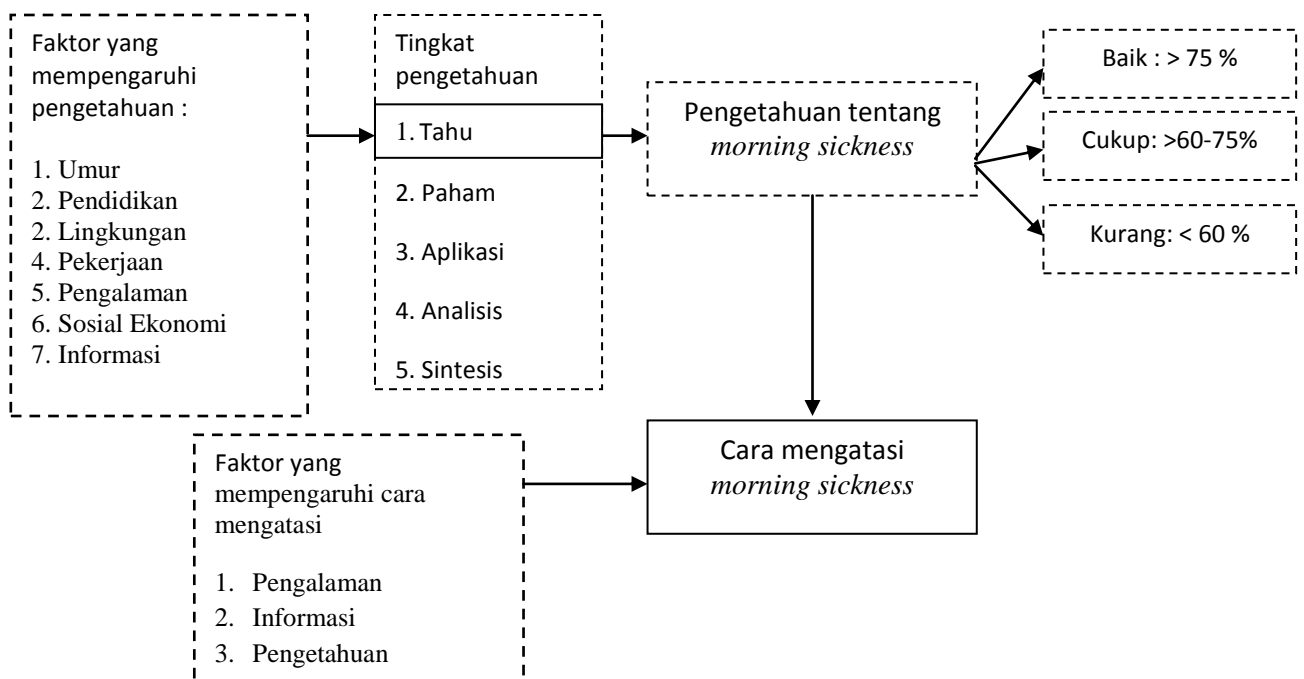 Faktor yang
mempengaruhi
pengetahuan :
1. Umur
2. Pendidikan
2. Lingkungan
4. Pekerjaan
5. Pengalaman
6. Sosial Ekonomi
7. Informasi
Tingkat
pengetahuan
1. Tahu
2. Paham
3. Aplikasi
4. Analisis
5. Sintesis
Pengetahuan tentang
morning sickness
Baik : > 75 %
Cukup: >60-75%
Kurang: < 60 %
Faktor yang
mempengaruhi cara
mengatasi
1. Pengalaman
2. Informasi
3. Pengetahuan
Cara mengatasi
morning sickness